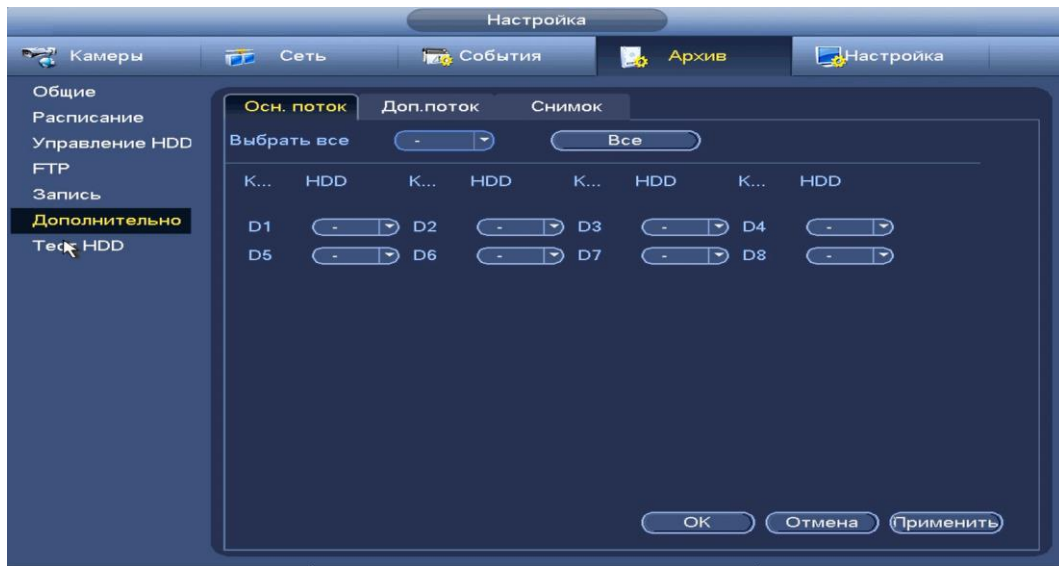 Настройка
Камеры Сеть События Архив Настройка
Общие
Расписание
Управление HDD
FTP
Запись
Дополнительно
Тест HDD
Осн. поток Доп.поток Снимок
Выбрать все - Все
К... HDD К... HDD К... HDD К... HDD
D1 - D2 - D3 - D4 -
D5 - D6 - D7 - D8 -
OK Отмена Применить